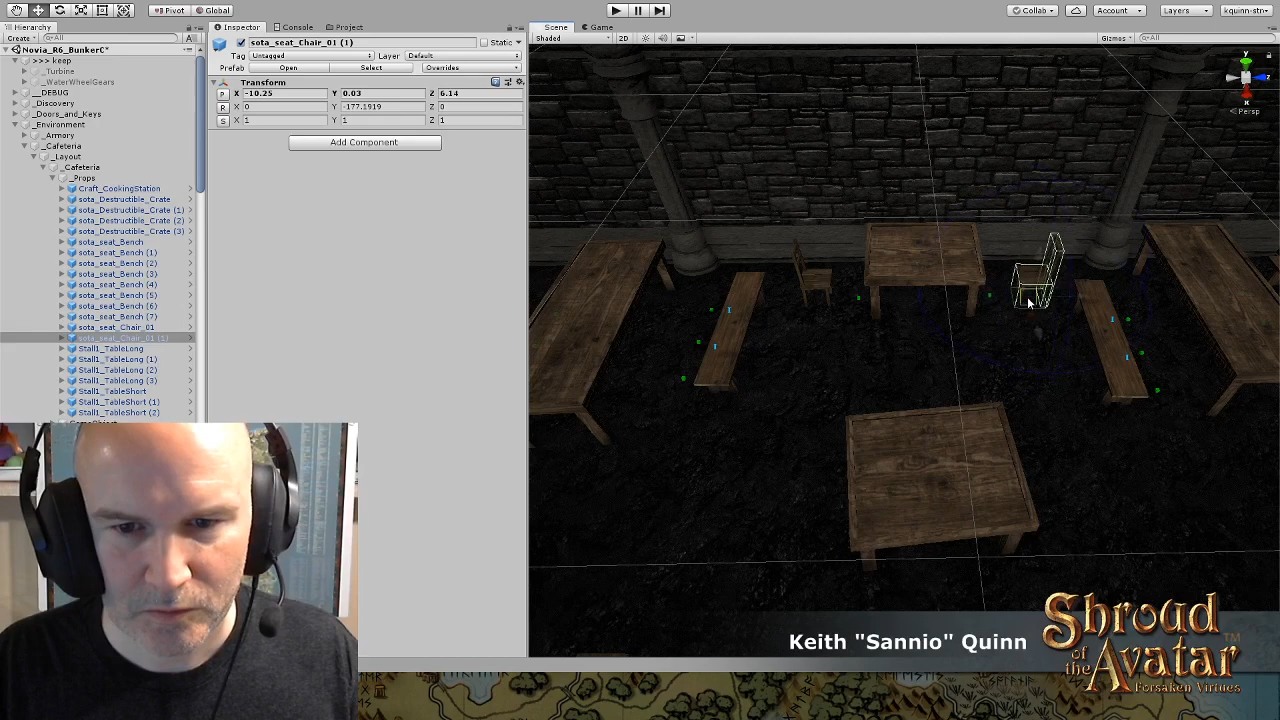 Pivot
Global
Collab
Account
Layers
kquinn-stn
Hierarchy
Inspector
Console
Project
Scene
Game
Create
All
sota_seat_Chair_01 (1)
Static
Shaded
2D
Gizmos
All
Novia_R6_BunkerC*
Tag
Untagged
Layer
Default
>>> keep
Prefab
Open
Select
Overrides
_Turbine
_WaterWheelGears
Transform
__DEBUG
P
X
-10.25
Y
0.03
Z
6.14
_Discovery
R
X
0
Y
-177.1919
Z
0
_Doors_and_Keys
S
X
1
Y
1
Z
1
_Environment
_Armory
Add Component
_Cafeteria
_Layout
_Cafeteria
_Props
Craft_CookingStation
sota_Destructible_Crate
sota_Destructible_Crate (1)
sota_Destructible_Crate (2)
sota_Destructible_Crate (3)
sota_seat_Bench
sota_seat_Bench (1)
sota_seat_Bench (2)
sota_seat_Bench (3)
sota_seat_Bench (4)
sota_seat_Bench (5)
sota_seat_Bench (6)
sota_seat_Bench (7)
sota_seat_Chair_01
sota_seat_Chair_01 (1)
Stall1_TableLong
Stall1_TableLong (1)
Stall1_TableLong (2)
Stall1_TableLong (3)
Stall1_TableShort
Stall1_TableShort (1)
Stall1_TableShort (2)
y
z
x
Persp
Keith "Sannio" Quinn
Shroud
of the Avatar™
Forsaken Virtues